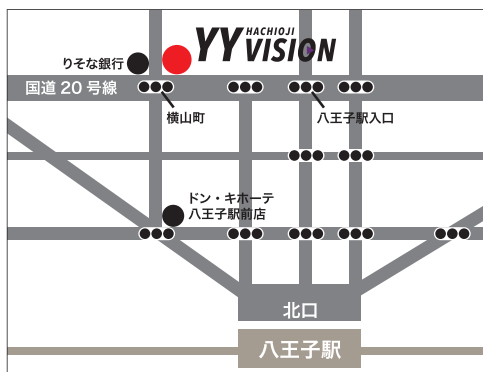 HACHIOJI
YY VISION
りそな銀行
国道20号線
横山町
八王子駅入口
ドン・キホーテ
八王子駅前店
北口
八王子駅